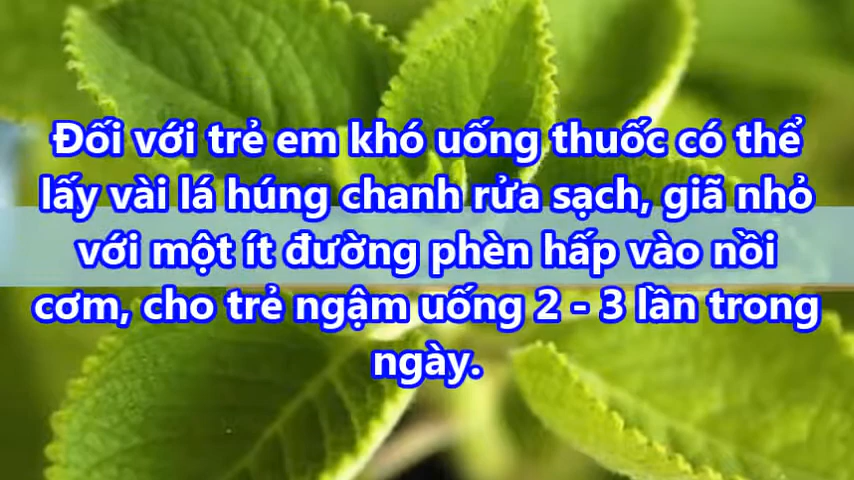 Đối với trẻ em khó uống thuốc có thể
lấy vài lá húng chanh rửa sạch, giã nhỏ
với một ít đường phèn hấp vào nồi
cơm, cho trẻ ngậm uống 2 - 3 lần trong
ngày.